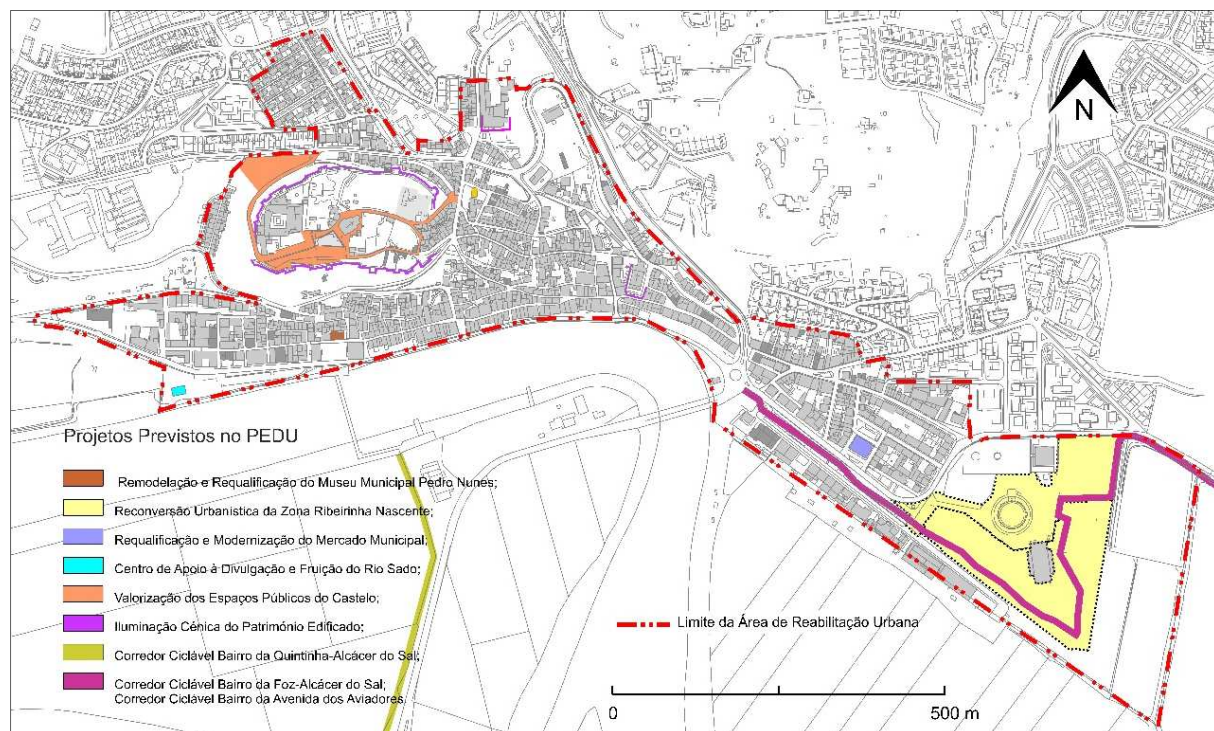 N
Projetos Previstos no PEDU
Remodelação e Requalificação do Museu Municipal Pedro Nunes;
Reconversão Urbanistica da Zona Ribeirinha Nascente;
Requalificação e Modernização do Mercado Municipal;
Centro de Apoio à Divulgação e Fruição do Rio Sado;
Valorização dos Espaços Públicos do Castelo;
Iluminação Cénica do Património Edificado;
Corredor Ciclável Bairro da Quintinha-Alcácer do Sal;
Corredor Ciclável Bairro da Foz-Alcácer do Sal;
Corredor Ciclável Bairro da Avenida dos Aviadores.
Limite da Área de Reabilitação Urbana
0 500 m